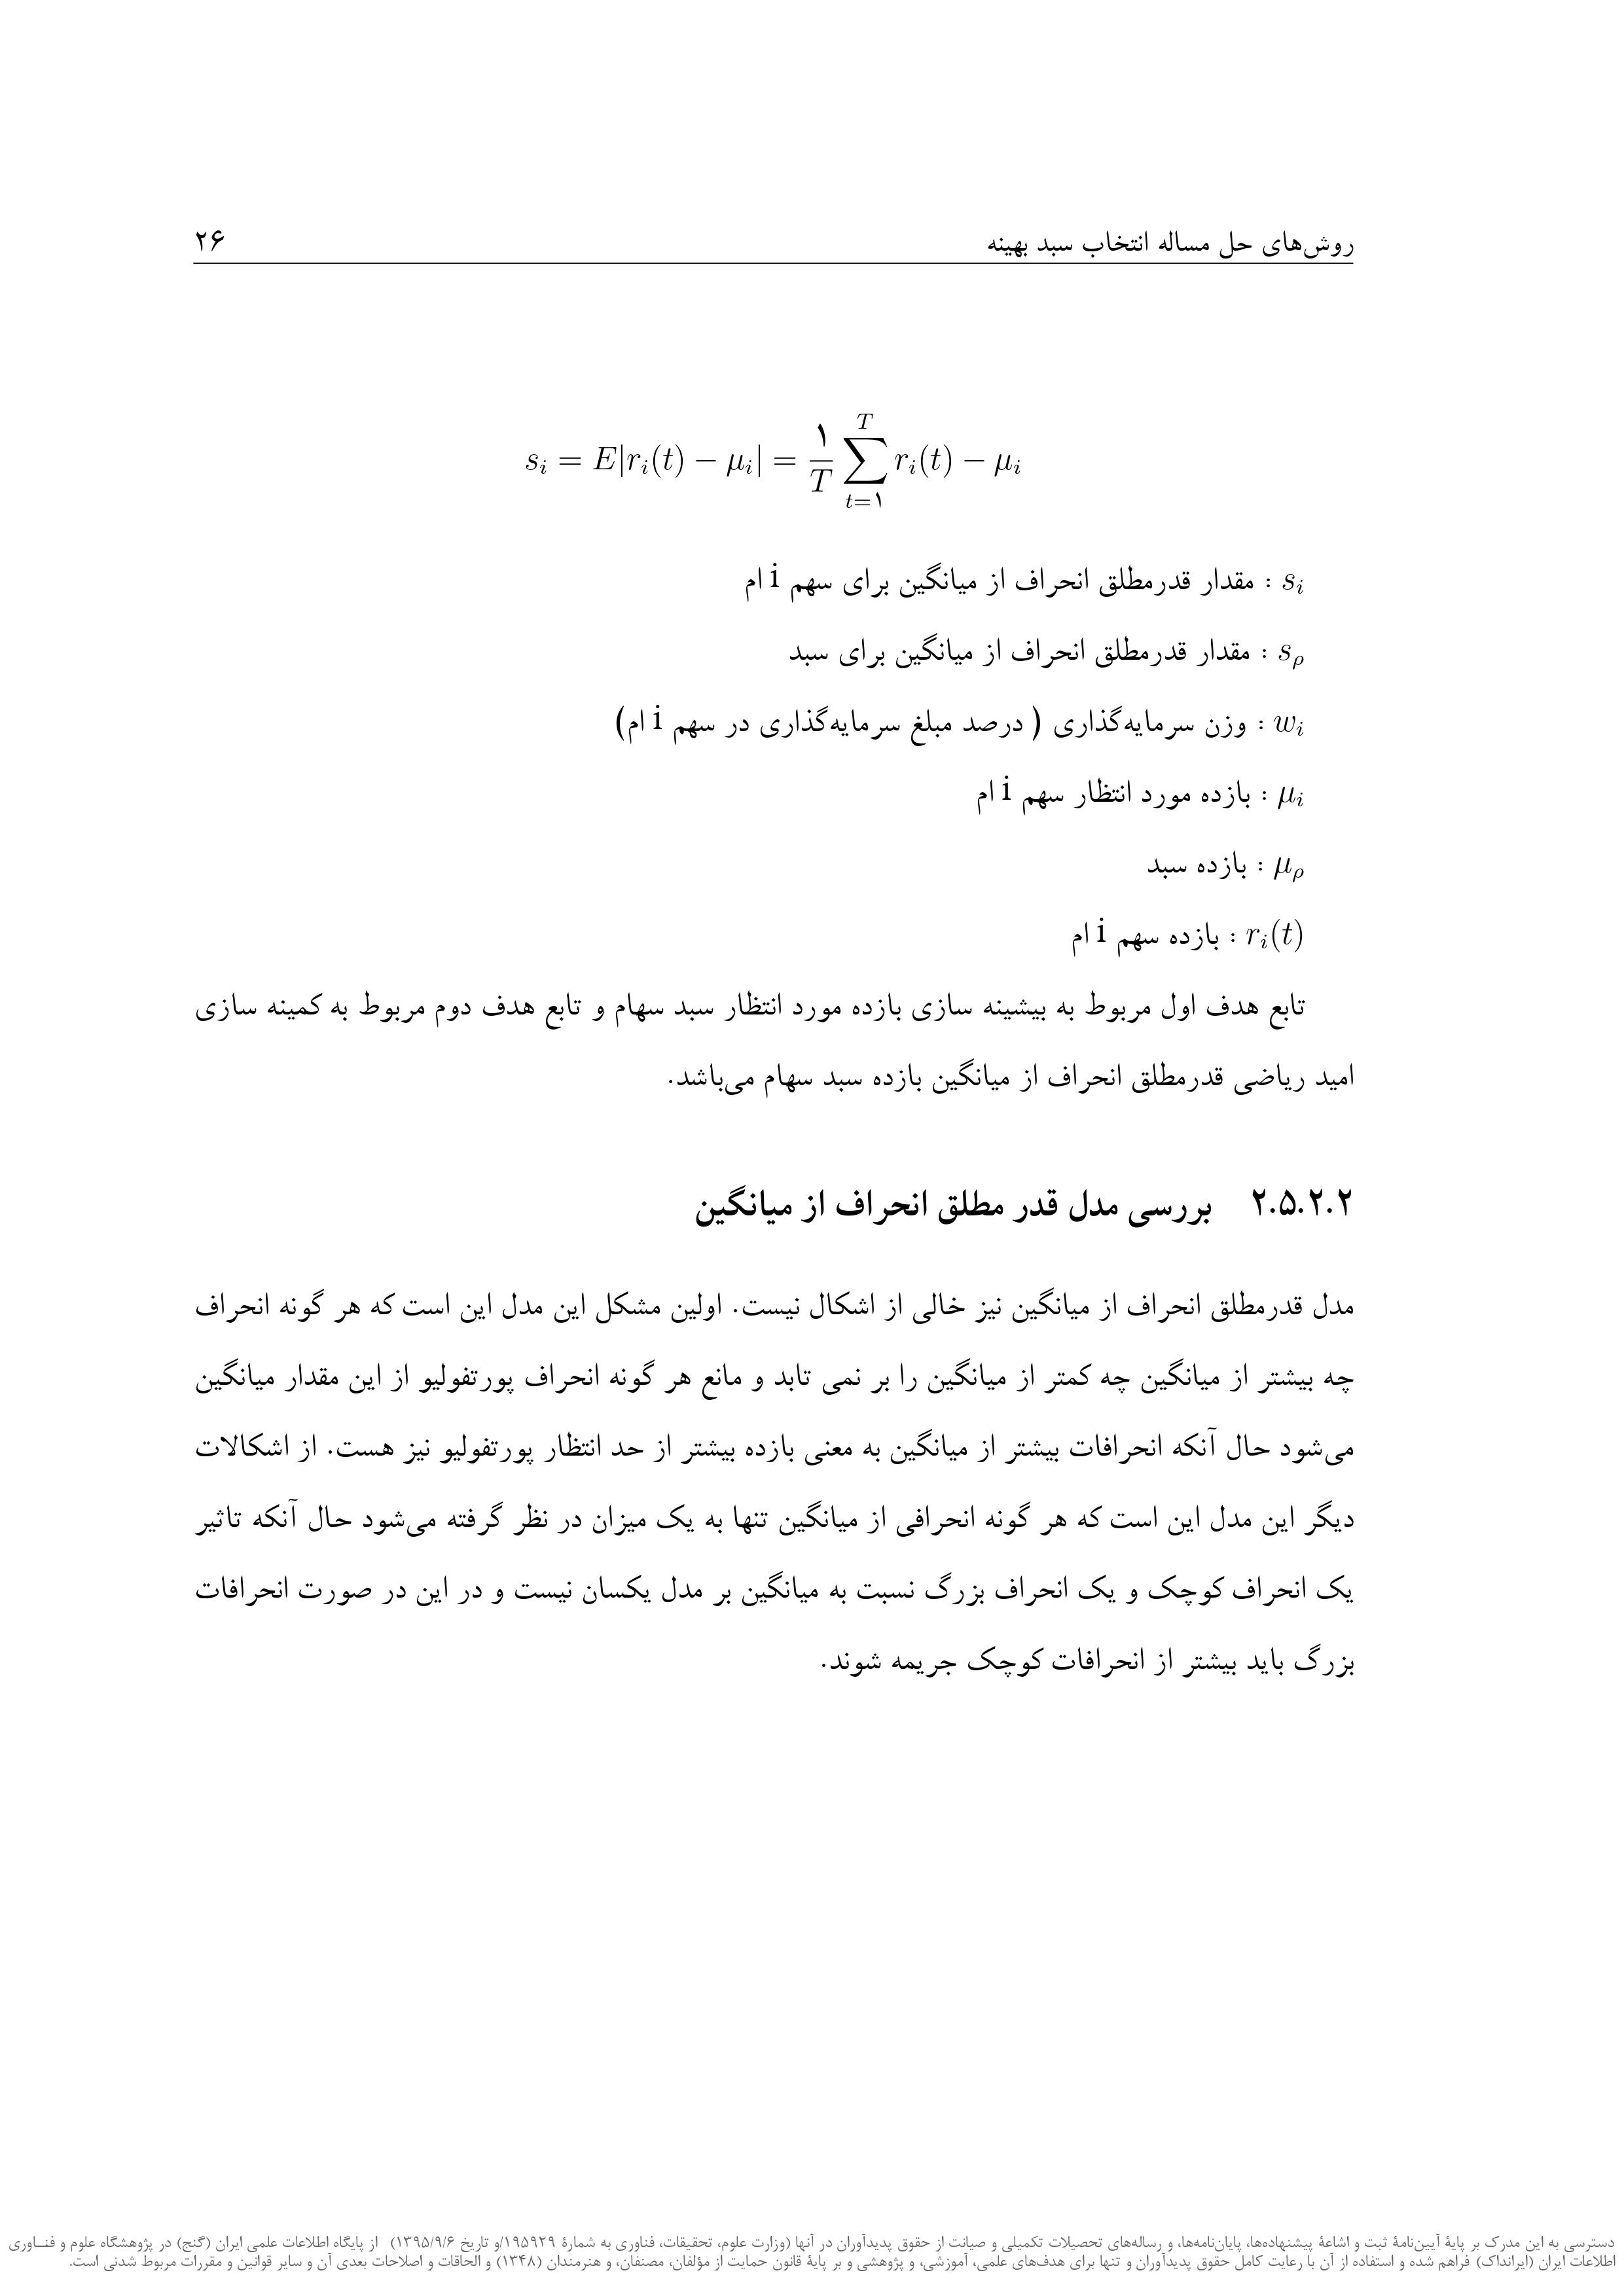 روش‌های حل مساله انتخاب سبد بهینه ۲۶
s_i = E|r_i(t) − μ_i| = ۱/T ∑_{t=۱}^{T} r_i(t) − μ_i
s_i : مقدار قدرمطلق انحراف از میانگین برای سهم i ام
s_ρ : مقدار قدرمطلق انحراف از میانگین برای سبد
w_i : وزن سرمایه‌گذاری ( درصد مبلغ سرمایه‌گذاری در سهم i ام)
μ_i : بازده مورد انتظار سهم i ام
μ_ρ : بازده سبد
r_i(t) : بازده سهم i ام
تابع هدف اول مربوط به بیشینه سازی بازده مورد انتظار سبد سهام و تابع هدف دوم مربوط به کمینه سازی
امید ریاضی قدرمطلق انحراف از میانگین بازده سبد سهام می‌باشد.
۲.۵.۲.۲ بررسی مدل قدر مطلق انحراف از میانگین
مدل قدرمطلق انحراف از میانگین نیز خالی از اشکال نیست. اولین مشکل این مدل این است که هر گونه انحراف
چه بیشتر از میانگین چه کمتر از میانگین را بر نمی تابد و مانع هر گونه انحراف پورتفولیو از این مقدار میانگین
می‌شود حال آنکه انحرافات بیشتر از میانگین به معنی بازده بیشتر از حد انتظار پورتفولیو نیز هست. از اشکالات
دیگر این مدل این است که هر گونه انحرافی از میانگین تنها به یک میزان در نظر گرفته می‌شود حال آنکه تاثیر
یک انحراف کوچک و یک انحراف بزرگ نسبت به میانگین بر مدل یکسان نیست و در این در صورت انحرافات
بزرگ باید بیشتر از انحرافات کوچک جریمه شوند.
دسترسی به این مدرک بر پایهٔ آیین‌نامهٔ ثبت و اشاعهٔ پیشنهاده‌ها، پایان‌نامه‌ها، و رساله‌های تحصیلات تکمیلی و صیانت از حقوق پدیدآوران در آنها (وزارت علوم، تحقیقات، فناوری به شمارهٔ ۱۹۵۹۲۹/و تاریخ ۱۳۹۵/۹/۶) از پایگاه اطلاعات علمی ایران (گنج) در پژوهشگاه علوم و فنــاوری
اطلاعات ایران (ایرانداک) فراهم شده و استفاده از آن با رعایت کامل حقوق پدیدآوران و تنها برای هدف‌های علمی، آموزشی، و پژوهشی و بر پایهٔ قانون حمایت از مؤلفان، مصنفان، و هنرمندان (۱۳۴۸) و الحاقات و اصلاحات بعدی آن و سایر قوانین و مقررات مربوط شدنی است.